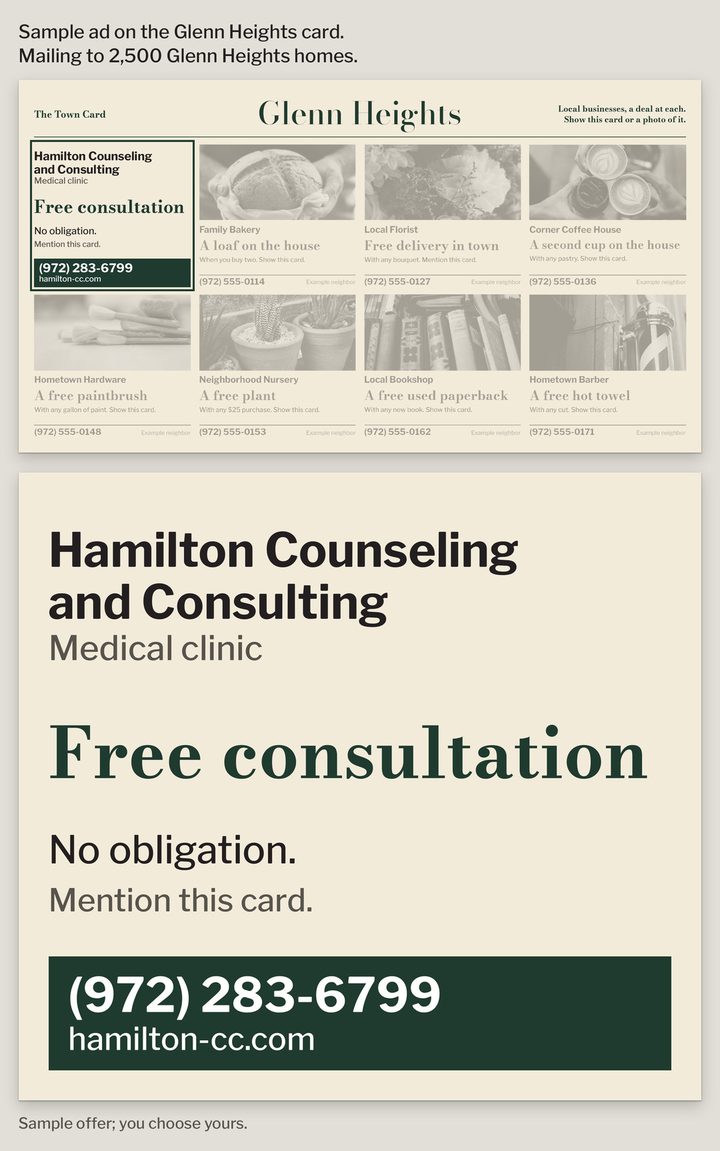 Sample ad on the Glenn Heights card.
Mailing to 2,500 Glenn Heights homes.
The Town Card
Glenn Heights
Local businesses, a deal at each.
Show this card or a photo of it.
Hamilton Counseling
and Consulting
Medical clinic
Free consultation
No obligation.
Mention this card.
(972) 283-6799
hamilton-cc.com
Family Bakery
A loaf on the house
When you buy two. Show this card.
(972) 555-0114
Example neighbor
Local Florist
Free delivery in town
With any bouquet. Mention this card.
(972) 555-0127
Example neighbor
Corner Coffee House
A second cup on the house
With any pastry. Show this card.
(972) 555-0136
Example neighbor
Hometown Hardware
A free paintbrush
With any gallon of paint. Show this card.
(972) 555-0148
Example neighbor
Neighborhood Nursery
A free plant
With any $25 purchase. Show this card.
(972) 555-0153
Example neighbor
Local Bookshop
A free used paperback
With any new book. Show this card.
(972) 555-0162
Example neighbor
Hometown Barber
A free hot towel
With any cut. Show this card.
(972) 555-0171
Example neighbor
Hamilton Counseling
and Consulting
Medical clinic
Free consultation
No obligation.
Mention this card.
(972) 283-6799
hamilton-cc.com
Sample offer; you choose yours.